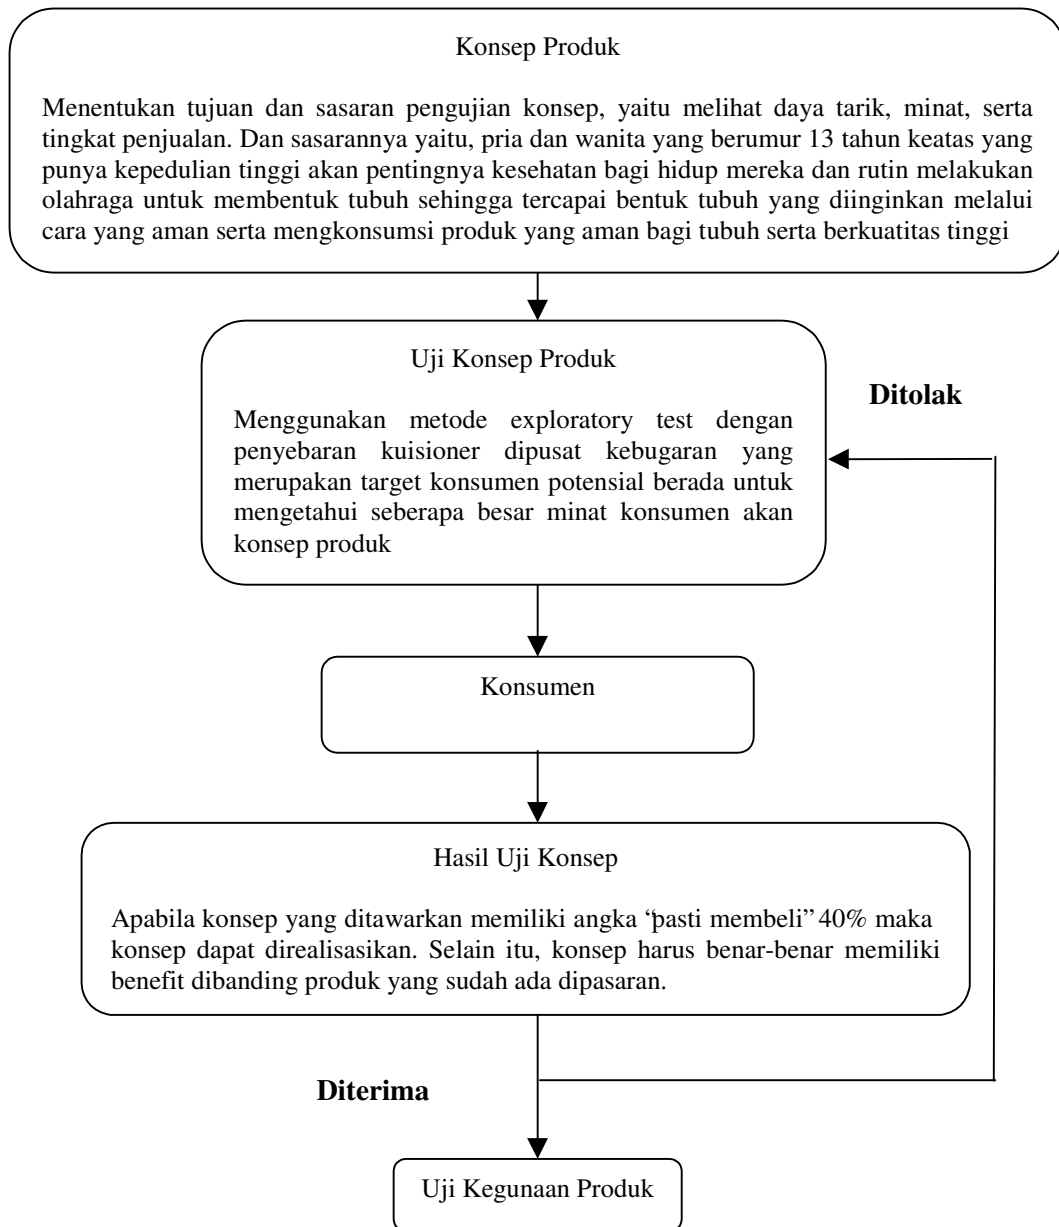 Konsep Produk
Menentukan tujuan dan sasaran pengujian konsep, yaitu melihat daya tarik, minat, serta
tingkat penjualan. Dan sasarannya yaitu, pria dan wanita yang berumur 13 tahun keatas yang
punya kepedulian tinggi akan pentingnya kesehatan bagi hidup mereka dan rutin melakukan
olahraga untuk membentuk tubuh sehingga tercapai bentuk tubuh yang diinginkan melalui
cara yang aman serta mengkonsumsi produk yang aman bagi tubuh serta berkuatitas tinggi
Uji Konsep Produk
Ditolak
Menggunakan metode exploratory test dengan
penyebaran kuisioner dipusat kebugaran yang
merupakan target konsumen potensial berada untuk
mengetahui seberapa besar minat konsumen akan
konsep produk
Konsumen
Hasil Uji Konsep
Apabila konsep yang ditawarkan memiliki angka “pasti membeli” 40% maka
konsep dapat direalisasikan. Selain itu, konsep harus benar-benar memiliki
benefit dibanding produk yang sudah ada dipasaran.
Diterima
Uji Kegunaan Produk